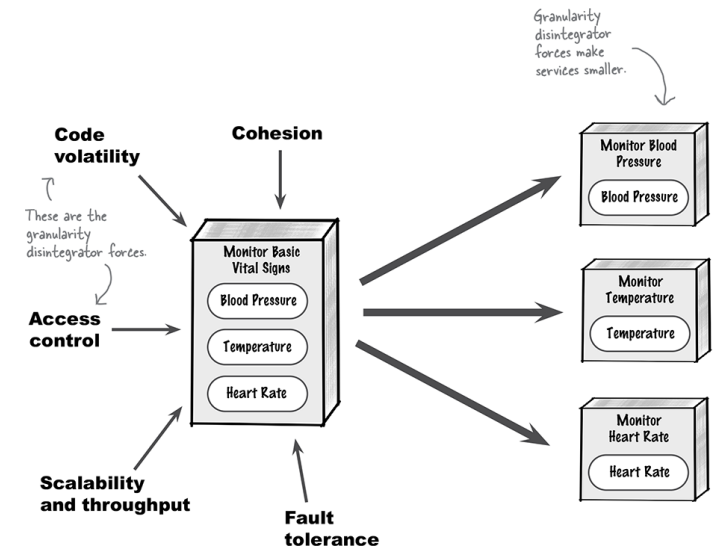 Granularity
disintegrator
forces make
services smaller.
Code
volatility
Cohesion
These are the
granularity
disintegrator forces.
Access
control
Scalability
and throughput
Fault
tolerance
Monitor Basic
Vital Signs
Blood Pressure
Temperature
Heart Rate
Monitor Blood
Pressure
Blood Pressure
Monitor
Temperature
Temperature
Monitor
Heart Rate
Heart Rate